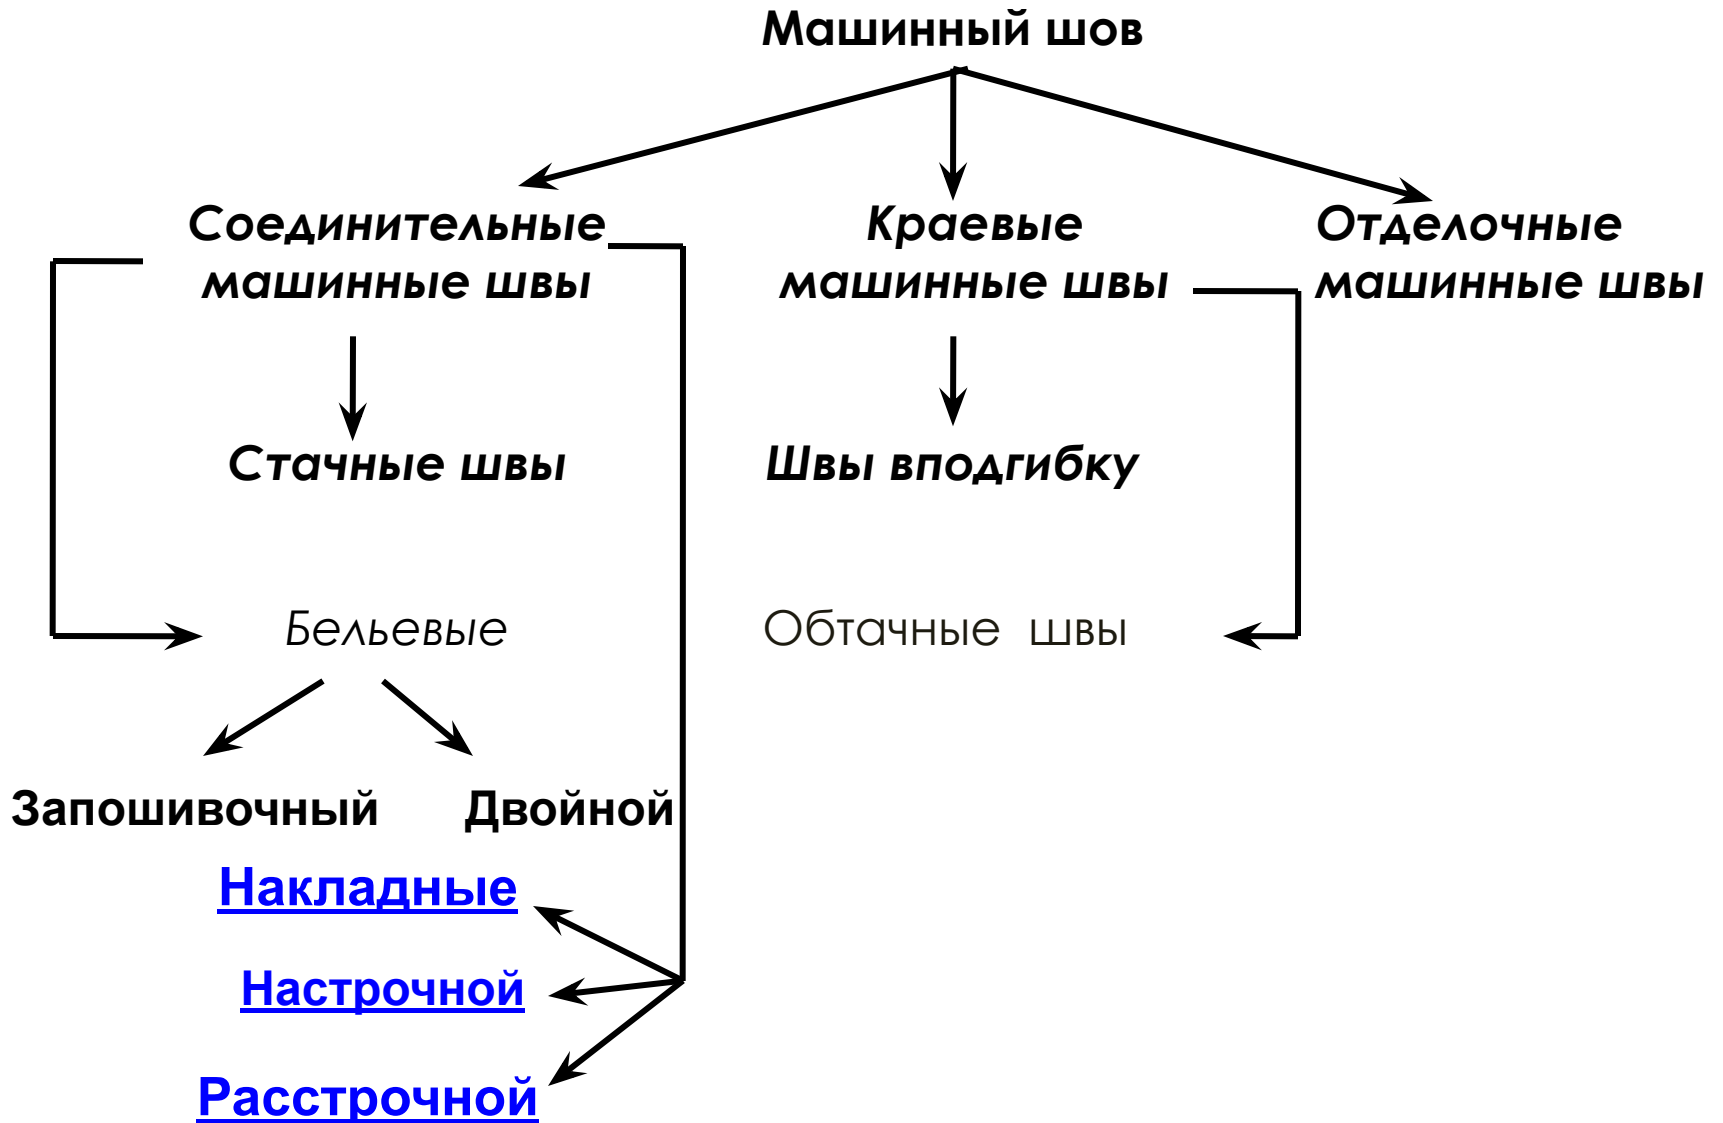 Машинный шов
Соединительные
машинные швы
Краевые
машинные швы
Отделочные
машинные швы
Стачные швы
Швы вподгибку
Бельевые
Обтачные швы
Запошивочный
Двойной
Накладные
Настрочной
Расстрочной